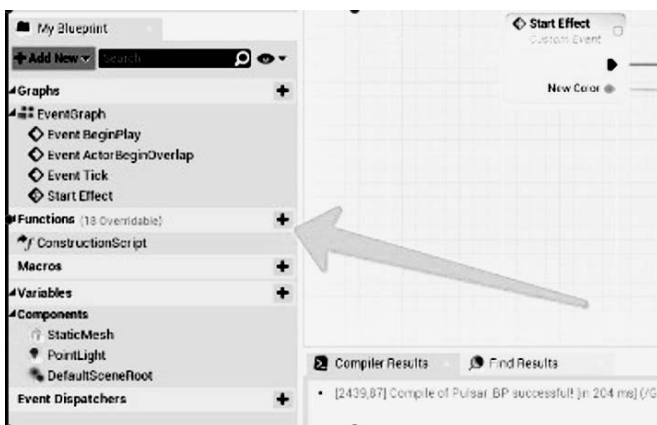 My Blueprint
Add New
Search
Graphs
EventGraph
Event BeginPlay
Event ActorBeginOverlap
Event Tick
Start Effect
Functions (18 Overridable)
ConstructionScript
Macros
Variables
Components
StaticMesh
PointLight
DefaultSceneRoot
Event Dispatchers
Start Effect
Custom Event
New Color
Compiler Results
Find Results
[2439,87] Compile of Pulsar_BP successful! [in 204 ms] (/G